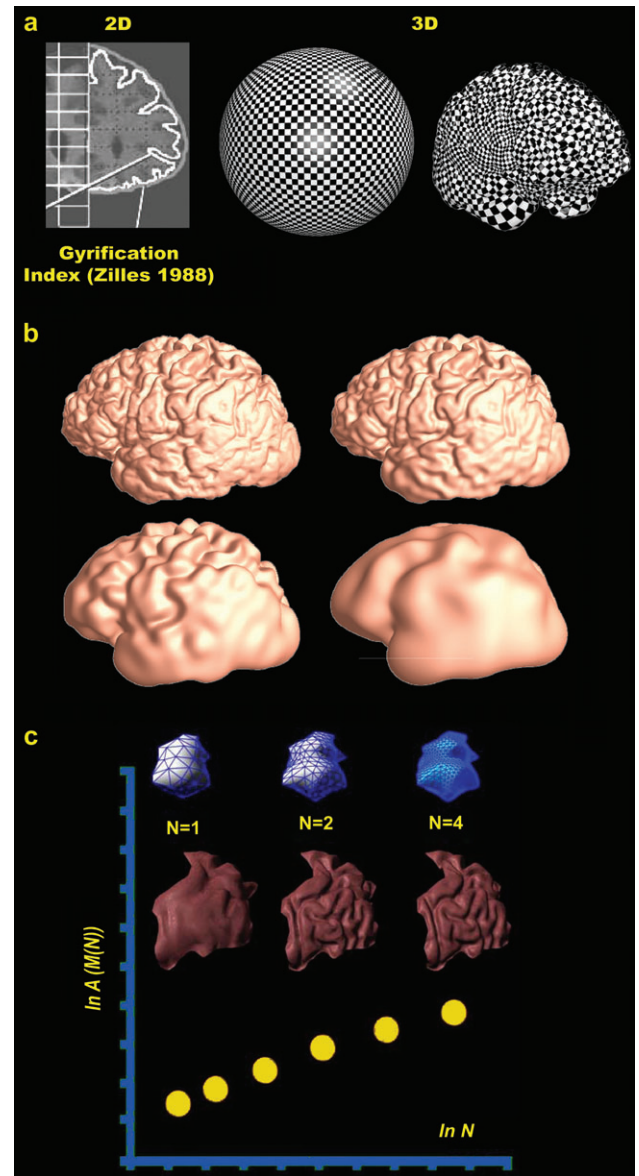 a
2D
3D
Gyrification
Index (Zilles 1988)
b
c
N=1
N=2
N=4
ln A (M(N))
ln N